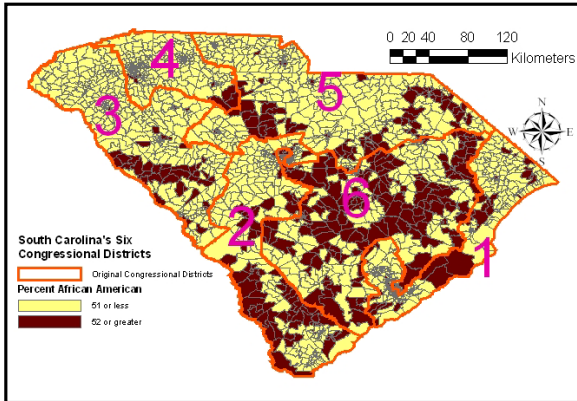 0 20 40 80 120
Kilometers
N
W E
S
4
5
3
6
2
1
South Carolina's Six
Congressional Districts
Original Congressional Districts
Percent African American
51 or less
52 or greater